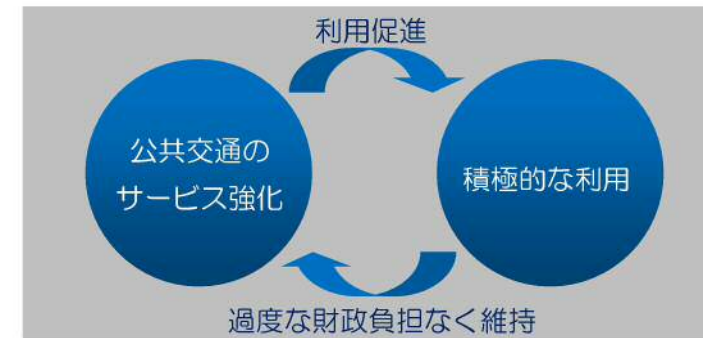 利用促進
公共交通の
サービス強化
積極的な利用
過度な財政負担なく維持